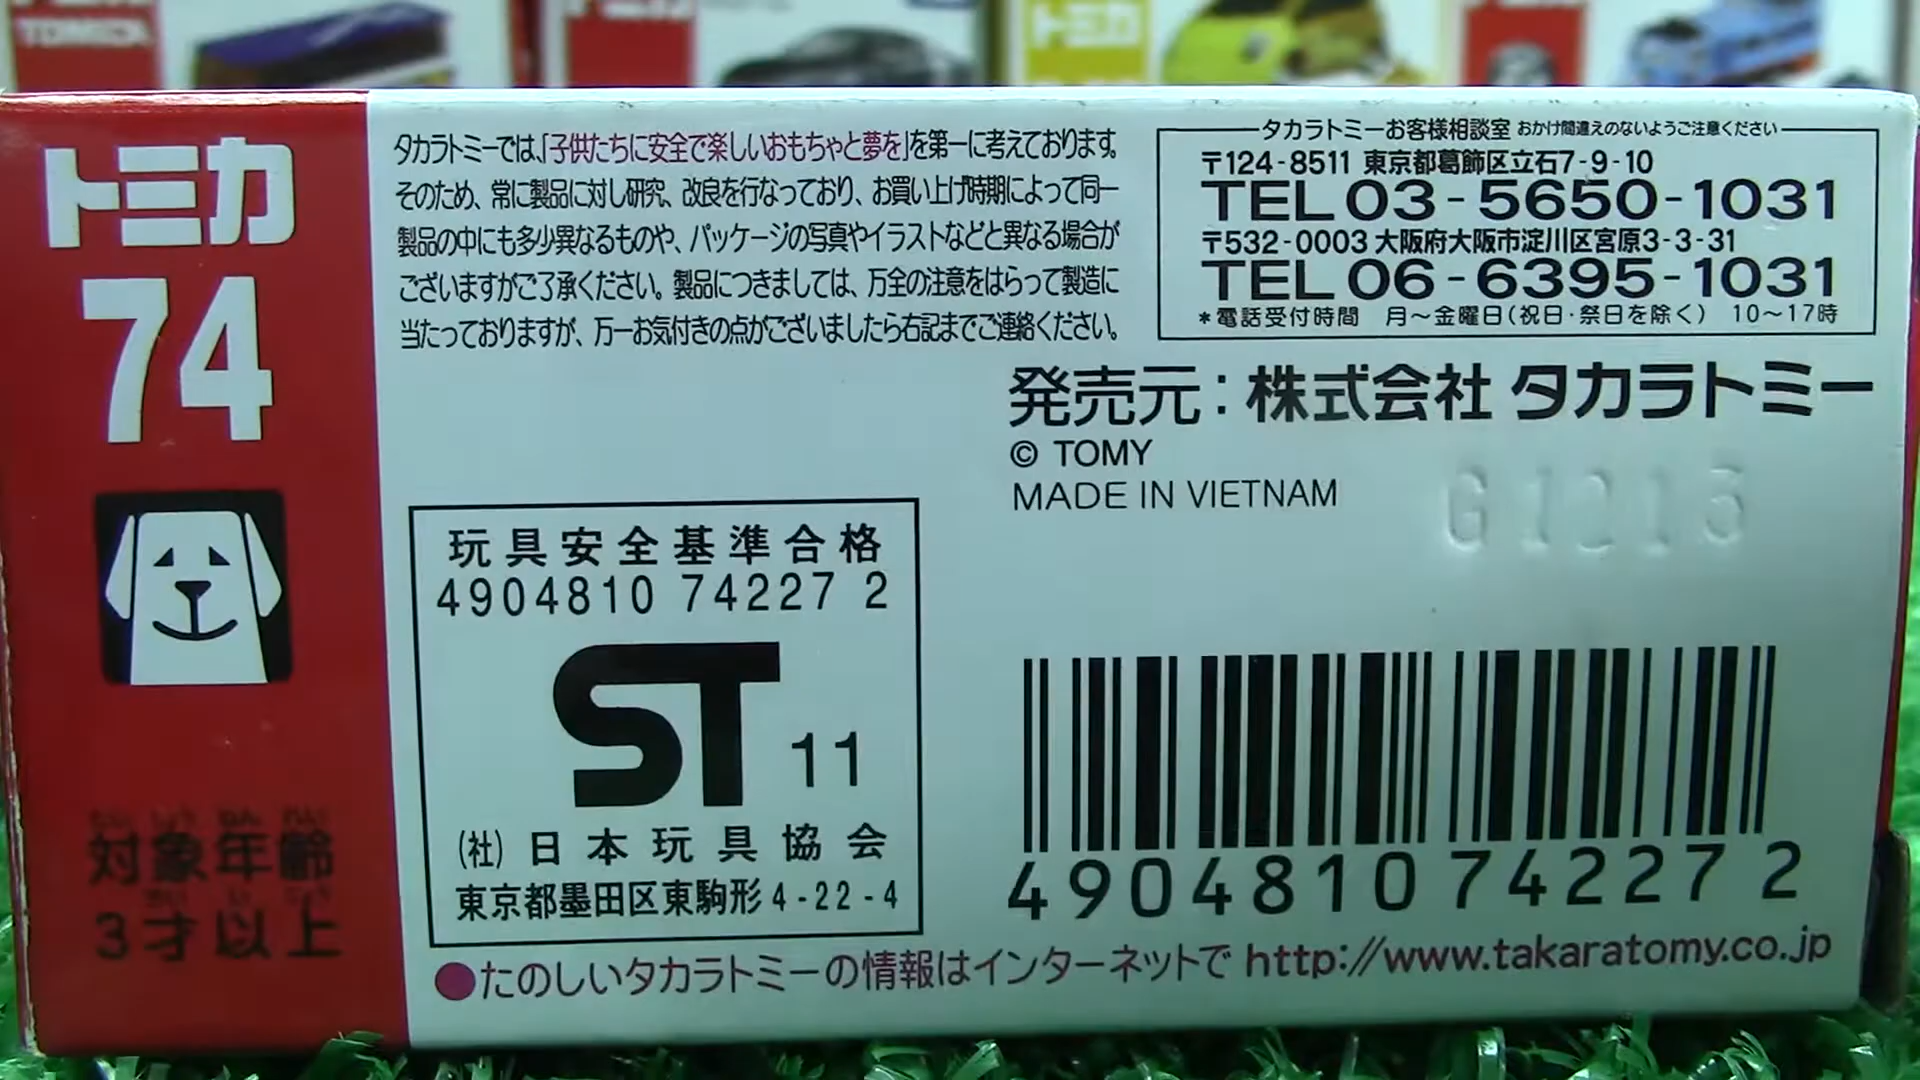 トミカ
TOMICA
トミカ
トミカ
トミカ
74
対象年齢
3才以上
タカラトミーでは、「子供たちに安全で楽しいおもちゃと夢を」を第一に考えております。
そのため、常に製品に対し研究、改良を行なっており、お買い上げ時期によって同一
製品の中にも多少異なるものや、パッケージの写真やイラストなどと異なる場合が
ございますがご了承ください。製品につきましては、万全の注意をはらって製造に
当たっておりますが、万一お気付きの点がございましたら右記までご連絡ください。
タカラトミーお客様相談室 おかけ間違えのないようご注意ください
〒124-8511 東京都葛飾区立石7-9-10
TEL 03-5650-1031
〒532-0003 大阪府大阪市淀川区宮原3-3-31
TEL 06-6395-1031
*電話受付時間 月～金曜日(祝日・祭日を除く) 10～17時
発売元：株式会社 タカラトミー
© TOMY
MADE IN VIETNAM
玩具安全基準合格
4904810 74227 2
ST 11
(社) 日本玩具協会
東京都墨田区東駒形 4-22-4
4904810 74227 2
●たのしいタカラトミーの情報はインターネットで http://www.takaratomy.co.jp